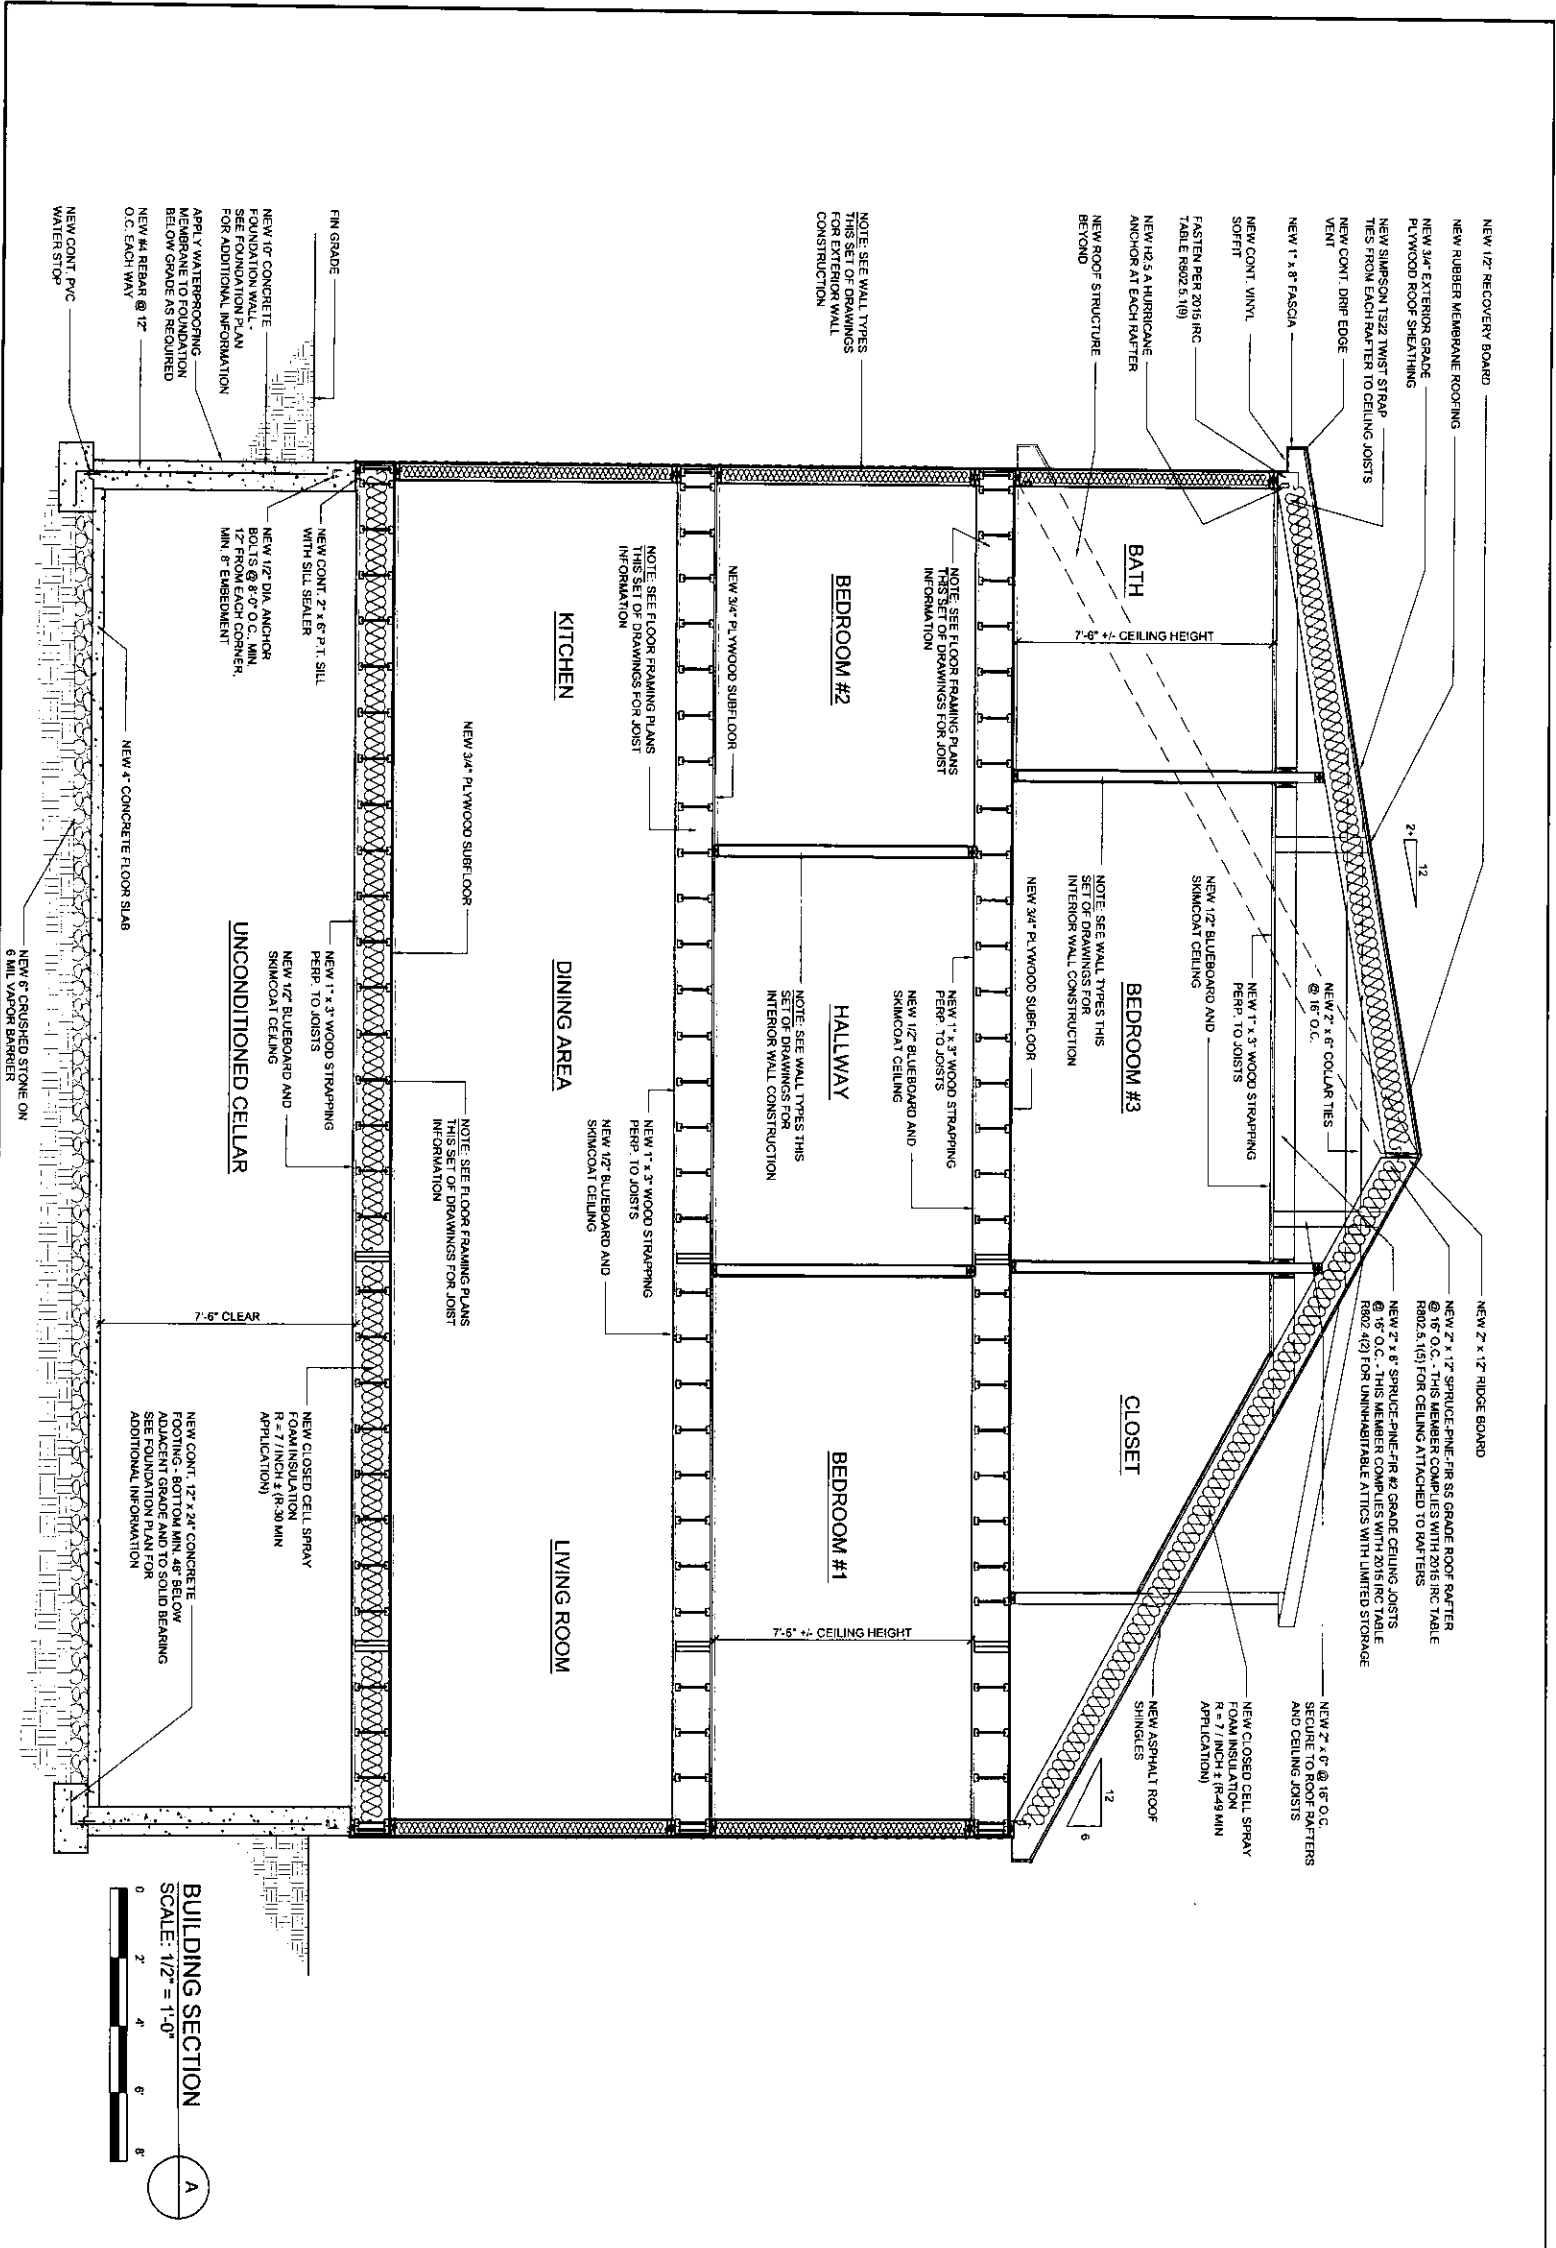 NEW 1/2" RECOVERY BOARD
NEW RUBBER MEMBRANE ROOFING
NEW 3/4" EXTERIOR GRADE
PLYWOOD ROOF SHEATHING
NEW SIMPSON TS22 TWIST STRAP
TIES FROM EACH RAFTER TO CEILING JOISTS
NEW CONT. DRIP EDGE
VENT
NEW 1" x 8" FASCIA
NEW CONT. VINYL
SOFFIT
FASTEN PER 2015 IRC
TABLE R802.5.1(9)
NEW H2.5 A HURRICANE
ANCHOR AT EACH RAFTER
NEW ROOF STRUCTURE
BEYOND
NOTE: SEE WALL TYPES
THIS SET OF DRAWINGS
FOR EXTERIOR WALL
CONSTRUCTION
FIN GRADE
NEW 10" CONCRETE
FOUNDATION WALL -
SEE FOUNDATION PLAN
FOR ADDITIONAL INFORMATION
APPLY WATERPROOFING
MEMBRANE TO FOUNDATION
BELOW GRADE AS REQUIRED
NEW #4 REBAR @ 12"
O.C. EACH WAY
NEW CONT. PVC
WATER STOP
2+
12
NEW 2" x 12" RIDGE BOARD
NEW 2" x 12" SPRUCE-PINE-FIR SS GRADE ROOF RAFTER
@ 16" O.C. - THIS MEMBER COMPLIES WITH 2015 IRC TABLE
R802.5.1(5) FOR CEILING ATTACHED TO RAFTERS
NEW 2" x 8" SPRUCE-PINE-FIR #2 GRADE CEILING JOISTS
@ 16" O.C. - THIS MEMBER COMPLIES WITH 2015 IRC TABLE
R802.4(2) FOR UNINHABITABLE ATTICS WITH LIMITED STORAGE
NEW 2" x 6" @ 16" O.C.
SECURE TO ROOF RAFTERS
AND CEILING JOISTS
NEW CLOSED CELL SPRAY
FOAM INSULATION
R = 7 / INCH ± (R-49 MIN
APPLICATION)
NEW ASPHALT ROOF
SHINGLES
12
6
NEW 2" x 6" COLLAR TIES
@ 16" O.C.
NEW 1" x 3" WOOD STRAPPING
PERP. TO JOISTS
NEW 1/2" BLUEBOARD AND
SKIMCOAT CEILING
BATH
BEDROOM #3
CLOSET
7'-6" +/- CEILING HEIGHT
NOTE: SEE WALL TYPES THIS
SET OF DRAWINGS FOR
INTERIOR WALL CONSTRUCTION
NEW 3/4" PLYWOOD SUBFLOOR
NOTE: SEE FLOOR FRAMING PLANS
THIS SET OF DRAWINGS FOR JOIST
INFORMATION
NEW 1" x 3" WOOD STRAPPING
PERP. TO JOISTS
NEW 1/2" BLUEBOARD AND
SKIMCOAT CEILING
BEDROOM #2
HALLWAY
BEDROOM #1
7'-6" +/- CEILING HEIGHT
NOTE: SEE WALL TYPES THIS
SET OF DRAWINGS FOR
INTERIOR WALL CONSTRUCTION
NEW 3/4" PLYWOOD SUBFLOOR
NOTE: SEE FLOOR FRAMING PLANS
THIS SET OF DRAWINGS FOR JOIST
INFORMATION
NEW 1" x 3" WOOD STRAPPING
PERP. TO JOISTS
NEW 1/2" BLUEBOARD AND
SKIMCOAT CEILING
KITCHEN
DINING AREA
LIVING ROOM
NEW 3/4" PLYWOOD SUBFLOOR
NOTE: SEE FLOOR FRAMING PLANS
THIS SET OF DRAWINGS FOR JOIST
INFORMATION
NEW CONT. 2" x 6" P.T. SILL
WITH SILL SEALER
NEW 1/2" DIA. ANCHOR
BOLTS @ 8'-0" O.C., MIN.
12" FROM EACH CORNER,
MIN. 8" EMBEDMENT
NEW 1" x 3" WOOD STRAPPING
PERP. TO JOISTS
NEW 1/2" BLUEBOARD AND
SKIMCOAT CEILING
UNCONDITIONED CELLAR
7'-6" CLEAR
NEW CLOSED CELL SPRAY
FOAM INSULATION
R = 7 / INCH ± (R-30 MIN
APPLICATION)
NEW CONT. 12" x 24" CONCRETE
FOOTING - BOTTOM MIN. 48" BELOW
ADJACENT GRADE AND TO SOLID BEARING
SEE FOUNDATION PLAN FOR
ADDITIONAL INFORMATION
NEW 4" CONCRETE FLOOR SLAB
NEW 6" CRUSHED STONE ON
6 MIL VAPOR BARRIER
BUILDING SECTION
SCALE: 1/2" = 1'-0"
A
0 2' 4' 6' 8'